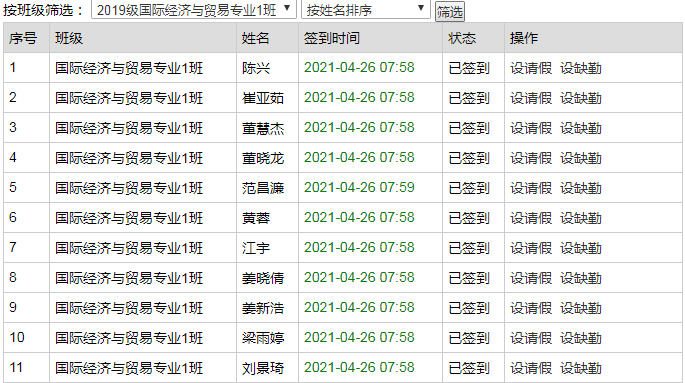 按班级筛选： 2019级国际经济与贸易专业1班 按姓名排序 筛选
序号 班级 姓名 签到时间 状态 操作
1 国际经济与贸易专业1班 陈兴 2021-04-26 07:58 已签到 设请假 设缺勤
2 国际经济与贸易专业1班 崔亚茹 2021-04-26 07:58 已签到 设请假 设缺勤
3 国际经济与贸易专业1班 董慧杰 2021-04-26 07:58 已签到 设请假 设缺勤
4 国际经济与贸易专业1班 董晓龙 2021-04-26 07:58 已签到 设请假 设缺勤
5 国际经济与贸易专业1班 范昌濂 2021-04-26 07:59 已签到 设请假 设缺勤
6 国际经济与贸易专业1班 黄蓉 2021-04-26 07:58 已签到 设请假 设缺勤
7 国际经济与贸易专业1班 江宇 2021-04-26 07:58 已签到 设请假 设缺勤
8 国际经济与贸易专业1班 姜晓倩 2021-04-26 07:58 已签到 设请假 设缺勤
9 国际经济与贸易专业1班 姜新浩 2021-04-26 07:58 已签到 设请假 设缺勤
10 国际经济与贸易专业1班 梁雨婷 2021-04-26 07:58 已签到 设请假 设缺勤
11 国际经济与贸易专业1班 刘景琦 2021-04-26 07:58 已签到 设请假 设缺勤